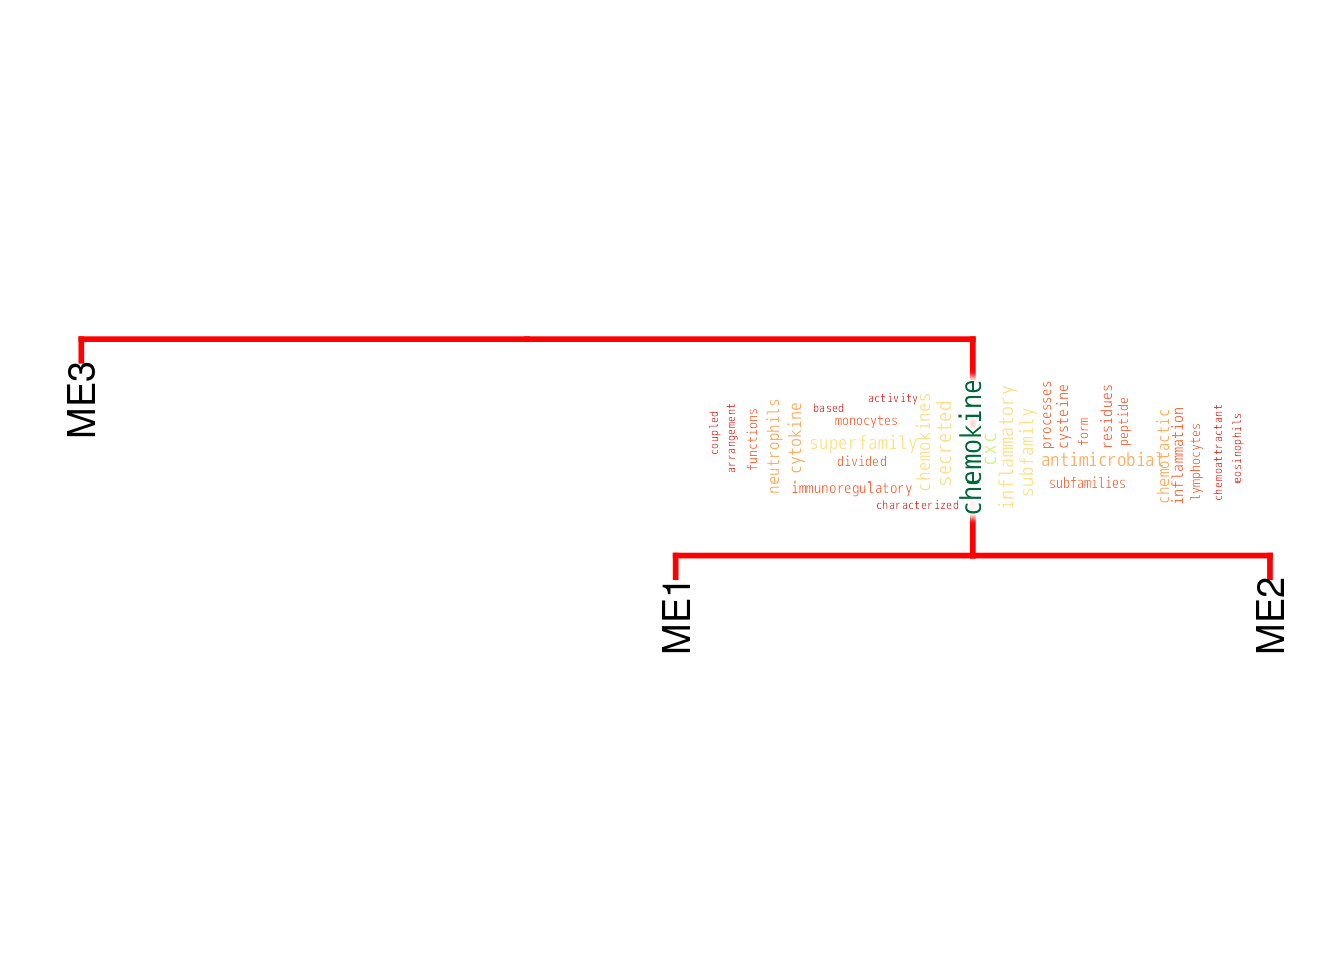 ME3
coupled
arrangement
functions
neutrophils
cytokine
based
activity
monocytes
superfamily
divided
immunoregulatory
characterized
chemokines
secreted
chemokine
cxc
inflammatory
subfamily
processes
cysteine
form
residues
peptide
antimicrobial
subfamilies
chemotactic
inflammation
lymphocytes
chemoattractant
eosinophils
ME1
ME2